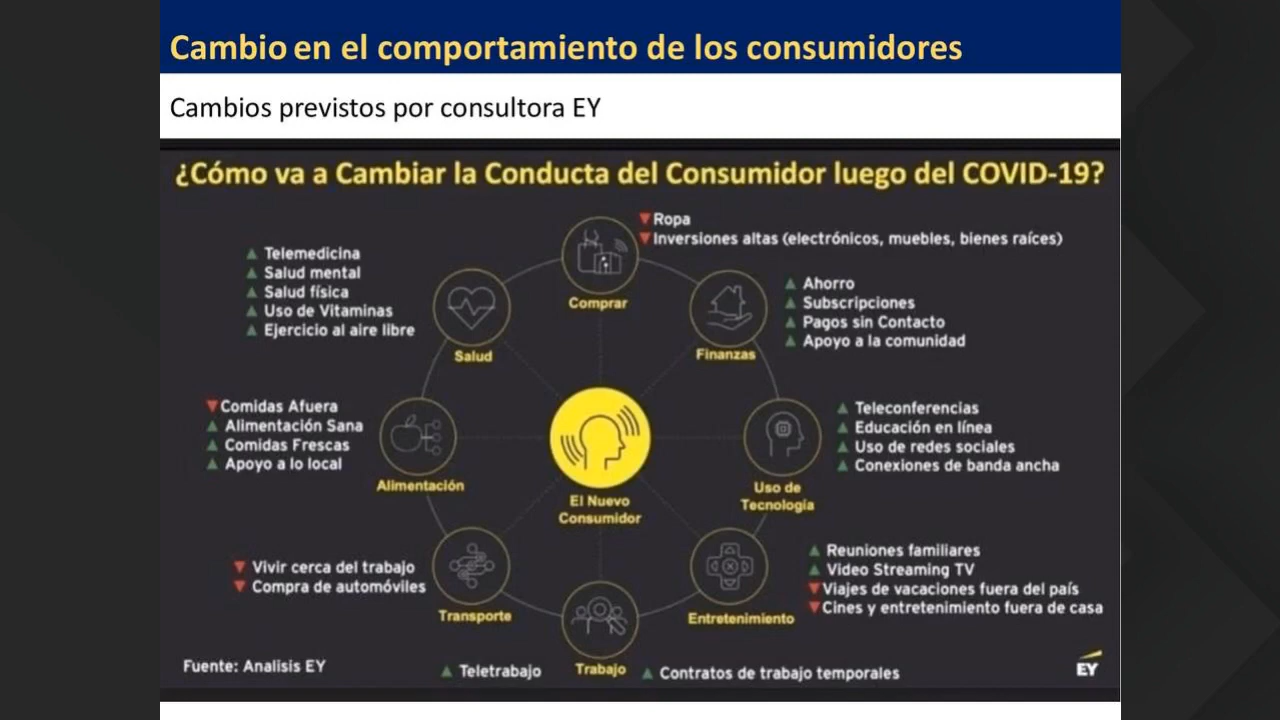 Cambio en el comportamiento de los consumidores
Cambios previstos por consultora EY
¿Cómo va a Cambiar la Conducta del Consumidor luego del COVID-19?
Ropa
Inversiones altas (electrónicos, muebles, bienes raíces)
Comprar
Telemedicina
Salud mental
Salud física
Uso de Vitaminas
Ejercicio al aire libre
Salud
Ahorro
Subscripciones
Pagos sin Contacto
Apoyo a la comunidad
Finanzas
Comidas Afuera
Alimentación Sana
Comidas Frescas
Apoyo a lo local
Alimentación
El Nuevo
Consumidor
Teleconferencias
Educación en línea
Uso de redes sociales
Conexiones de banda ancha
Uso de
Tecnología
Vivir cerca del trabajo
Compra de automóviles
Transporte
Reuniones familiares
Video Streaming TV
Viajes de vacaciones fuera del país
Cines y entretenimiento fuera de casa
Entretenimiento
Teletrabajo
Trabajo
Contratos de trabajo temporales
Fuente: Analisis EY
EY